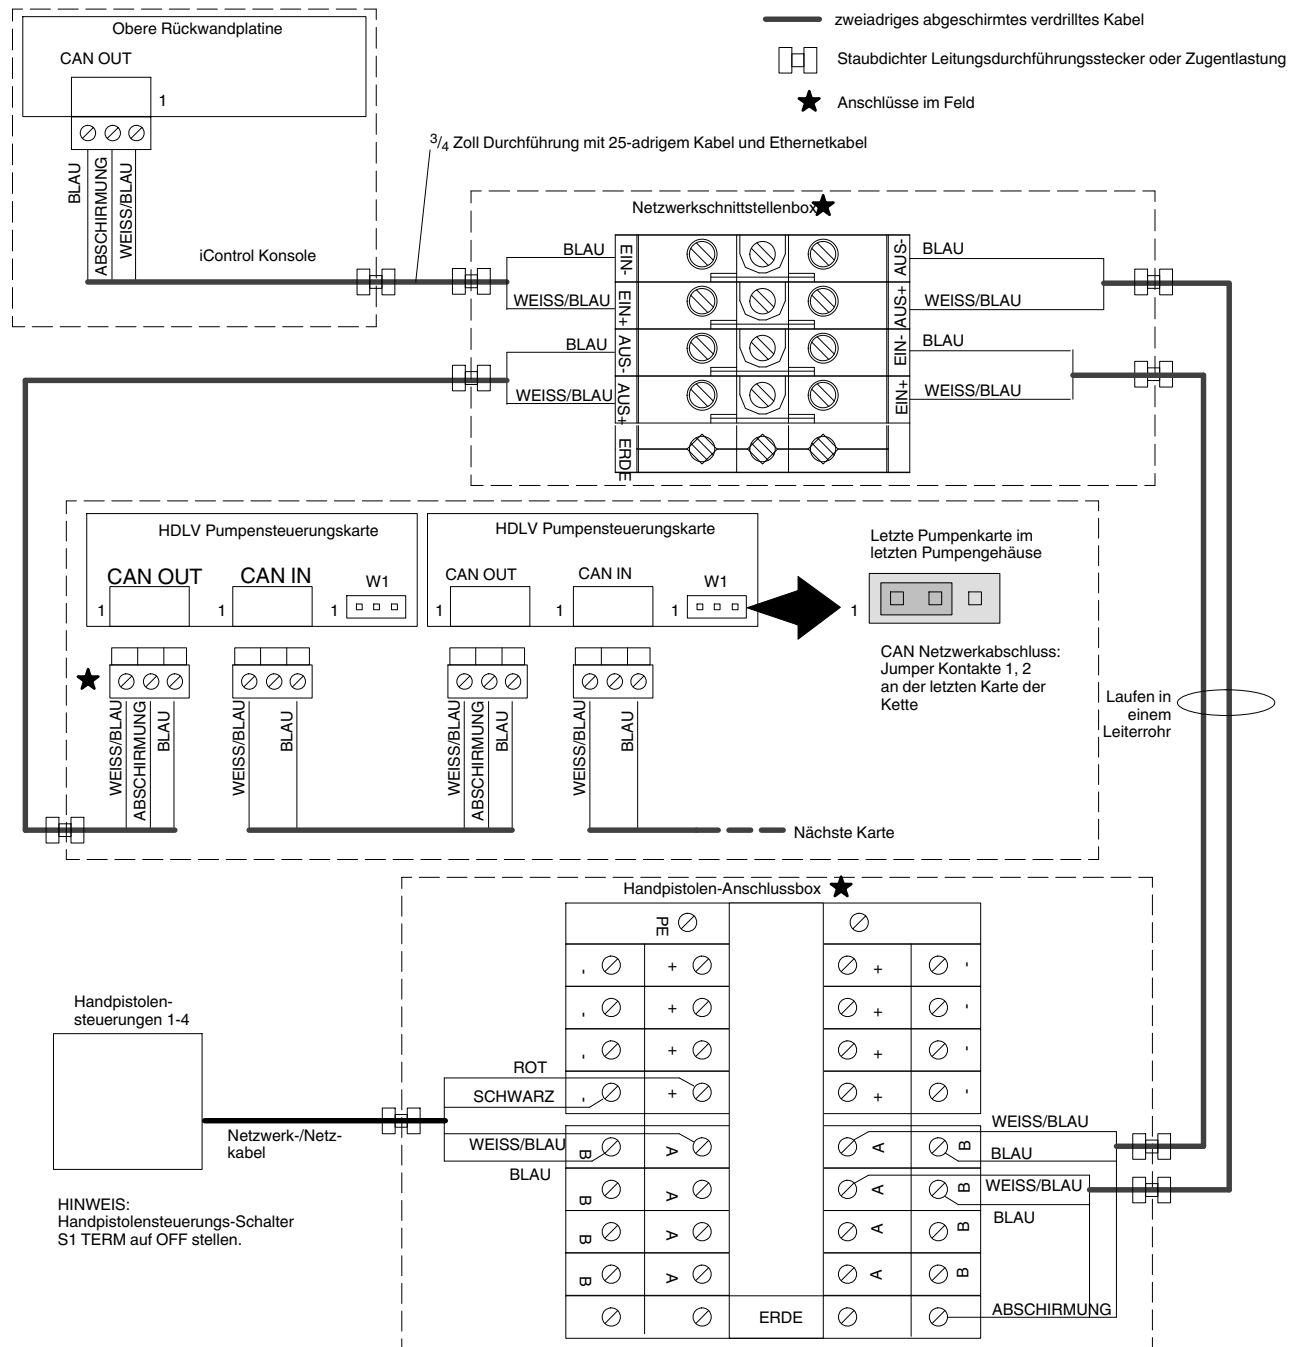 zweiadriges abgeschirmtes verdrilltes Kabel
Staubdichter Leitungsdurchführungsstecker oder Zugentlastung
Anschlüsse im Feld
Obere Rückwandplatine
CAN OUT
1
BLAU
ABSCHIRMUNG
WEISS/BLAU
iControl Konsole
3/4 Zoll Durchführung mit 25-adrigem Kabel und Ethernetkabel
Netzwerkschnittstellenbox
BLAU
EIN-
AUS-
BLAU
WEISS/BLAU
EIN+
AUS+
WEISS/BLAU
BLAU
AUS-
EIN-
BLAU
WEISS/BLAU
AUS+
EIN+
WEISS/BLAU
ERDE
HDLV Pumpensteuerungskarte
CAN OUT
CAN IN
W1
1
1
1
HDLV Pumpensteuerungskarte
CAN OUT
CAN IN
W1
1
1
1
Letzte Pumpenkarte im
letzten Pumpengehäuse
1
CAN Netzwerkabschluss:
Jumper Kontakte 1, 2
an der letzten Karte der
Kette
WEISS/BLAU
ABSCHIRMUNG
BLAU
WEISS/BLAU
BLAU
WEISS/BLAU
ABSCHIRMUNG
BLAU
WEISS/BLAU
BLAU
Nächste Karte
Laufen in
einem
Leiterrohr
Handpistolen-Anschlussbox
PE
- + + -
- + + -
- + + -
- + + -
ROT
SCHWARZ
WEISS/BLAU
BLAU
B A A B
B A A B
B A A B
B A A B
ERDE
WEISS/BLAU
BLAU
WEISS/BLAU
BLAU
ABSCHIRMUNG
Handpistolen-
steuerungen 1-4
Netzwerk-/Netz-
kabel
HINWEIS:
Handpistolensteuerungs-Schalter
S1 TERM auf OFF stellen.